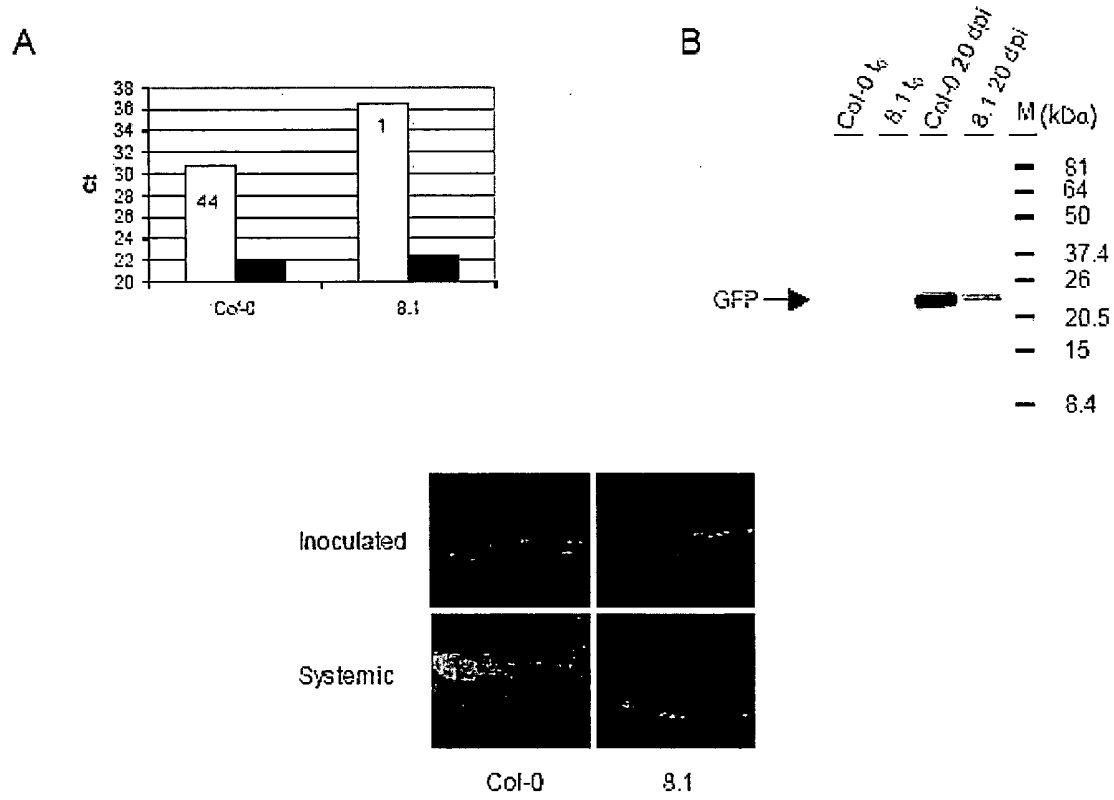 A
38
36
34
32
30
28
26
24
22
20
Ct
44
1
Col-0
8.1
B
Col-0 t₀
8.1 t₀
Col-0 20 dpi
8.1 20 dpi
M (kDa)
81
64
50
37.4
26
20.5
15
8.4
GFP
Inoculated
Systemic
Col-0
8.1